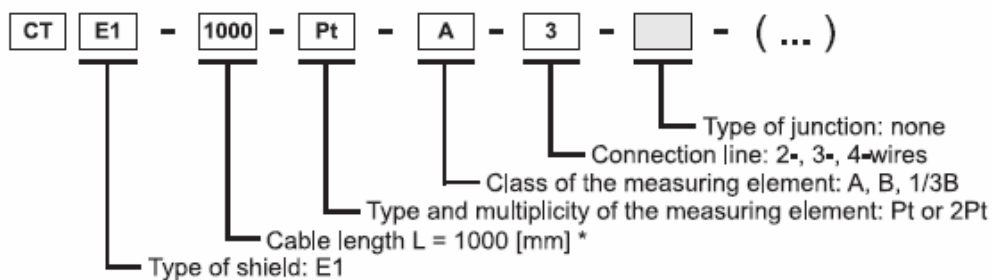 CT E1 - 1000 - Pt - A - 3 - - (...)
Type of junction: none
Connection line: 2-, 3-, 4-wires
Class of the measuring element: A, B, 1/3B
Type and multiplicity of the measuring element: Pt or 2Pt
Cable length L = 1000 [mm] *
Type of shield: E1